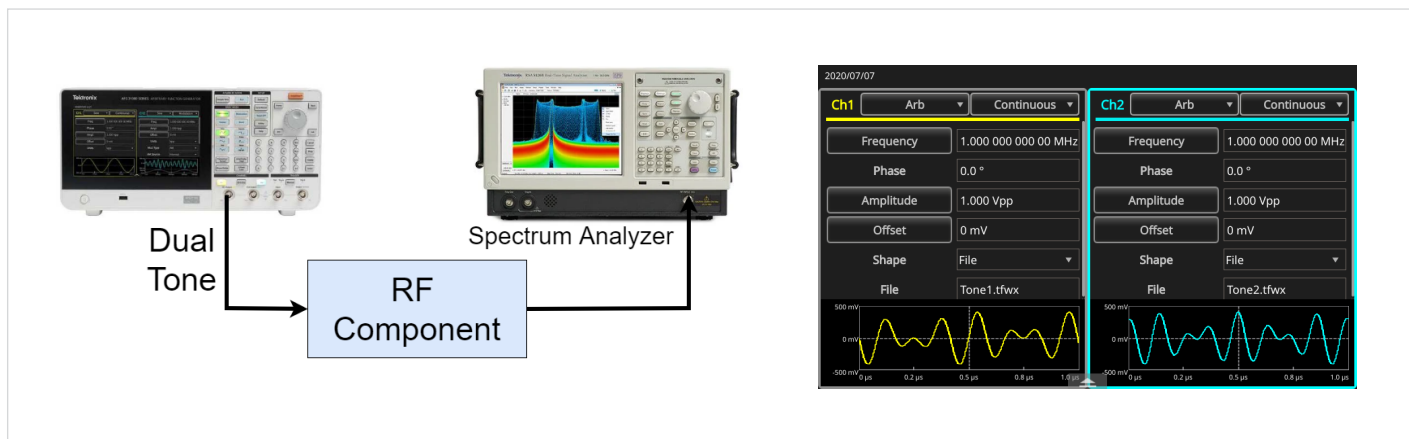 Tektronix
Tektronix
Dual
Tone
RF
Component
Spectrum Analyzer
2020/07/07
Ch1 Arb Continuous
Frequency 1.000 000 000 00 MHz
Phase 0.0 °
Amplitude 1.000 Vpp
Offset 0 mV
Shape File
File Tone1.tfwx
500 mV
0 mV
-500 mV
0 µs 0.2 µs 0.5 µs 0.8 µs 1.0 µs
Ch2 Arb Continuous
Frequency 1.000 000 000 00 MHz
Phase 0.0 °
Amplitude 1.000 Vpp
Offset 0 mV
Shape File
File Tone2.tfwx
500 mV
0 mV
-500 mV
0 µs 0.2 µs 0.5 µs 0.8 µs 1.0 µs